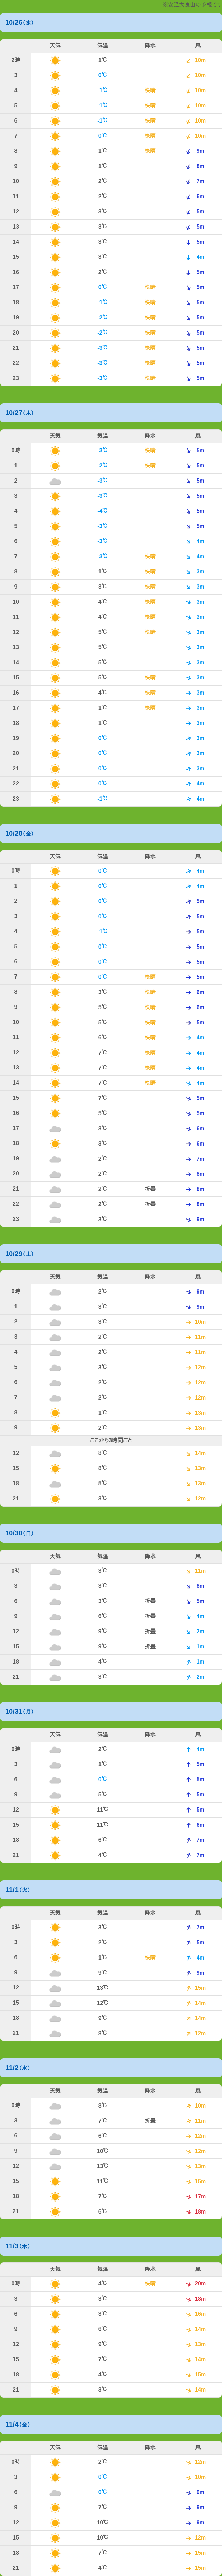 10/26(水)
天気 気温 降水 風
2時 1℃ 10m
3 0℃ 10m
4 -1℃ 快晴 10m
5 -1℃ 快晴 10m
6 -1℃ 快晴 10m
7 0℃ 快晴 10m
8 1℃ 快晴 9m
9 1℃ 8m
10 2℃ 7m
11 2℃ 6m
12 3℃ 5m
13 3℃ 5m
14 3℃ 5m
15 3℃ 4m
16 2℃ 5m
17 0℃ 快晴 5m
18 -1℃ 快晴 5m
19 -2℃ 快晴 5m
20 -2℃ 快晴 5m
21 -3℃ 快晴 5m
22 -3℃ 快晴 5m
23 -3℃ 快晴 5m
10/27(木)
天気 気温 降水 風
0時 -3℃ 快晴 5m
1 -2℃ 快晴 5m
2 -3℃ 5m
3 -3℃ 5m
4 -4℃ 5m
5 -3℃ 5m
6 -3℃ 4m
7 -3℃ 快晴 4m
8 1℃ 快晴 3m
9 3℃ 快晴 3m
10 4℃ 快晴 3m
11 4℃ 快晴 3m
12 5℃ 快晴 3m
13 5℃ 3m
14 5℃ 3m
15 5℃ 快晴 3m
16 4℃ 快晴 3m
17 1℃ 快晴 3m
18 1℃ 3m
19 0℃ 3m
20 0℃ 3m
21 0℃ 3m
22 0℃ 4m
23 -1℃ 4m
10/28(金)
天気 気温 降水 風
0時 0℃ 4m
1 0℃ 4m
2 0℃ 5m
3 0℃ 5m
4 -1℃ 5m
5 0℃ 5m
6 0℃ 5m
7 0℃ 快晴 5m
8 3℃ 快晴 6m
9 5℃ 快晴 6m
10 5℃ 快晴 5m
11 6℃ 快晴 4m
12 7℃ 快晴 4m
13 7℃ 快晴 4m
14 7℃ 快晴 4m
15 7℃ 5m
16 5℃ 5m
17 3℃ 6m
18 3℃ 6m
19 2℃ 7m
20 2℃ 8m
21 2℃ 折曇 8m
22 2℃ 折曇 8m
23 3℃ 9m
10/29(土)
天気 気温 降水 風
0時 2℃ 9m
1 3℃ 9m
2 3℃ 10m
3 2℃ 11m
4 2℃ 11m
5 3℃ 12m
6 2℃ 12m
7 2℃ 12m
8 1℃ 13m
9 2℃ 13m
ここから3時間ごと
12 8℃ 14m
15 8℃ 13m
18 5℃ 13m
21 3℃ 12m
10/30(日)
天気 気温 降水 風
0時 3℃ 11m
3 3℃ 8m
6 3℃ 折曇 5m
9 6℃ 折曇 4m
12 9℃ 折曇 2m
15 9℃ 折曇 1m
18 4℃ 1m
21 3℃ 2m
10/31(月)
天気 気温 降水 風
0時 2℃ 4m
3 1℃ 5m
6 0℃ 5m
9 5℃ 5m
12 11℃ 5m
15 11℃ 6m
18 6℃ 7m
21 4℃ 7m
11/1(火)
天気 気温 降水 風
0時 3℃ 7m
3 2℃ 5m
6 1℃ 快晴 4m
9 9℃ 9m
12 13℃ 15m
15 12℃ 14m
18 9℃ 14m
21 8℃ 12m
11/2(水)
天気 気温 降水 風
0時 8℃ 10m
3 7℃ 折曇 11m
6 6℃ 12m
9 10℃ 12m
12 13℃ 13m
15 11℃ 15m
18 7℃ 17m
21 6℃ 18m
11/3(木)
天気 気温 降水 風
0時 4℃ 快晴 20m
3 3℃ 18m
6 3℃ 16m
9 6℃ 14m
12 9℃ 13m
15 7℃ 14m
18 4℃ 15m
21 3℃ 14m
11/4(金)
天気 気温 降水 風
0時 2℃ 12m
3 0℃ 10m
6 0℃ 9m
9 7℃ 9m
12 10℃ 9m
15 10℃ 12m
18 7℃ 15m
21 4℃ 15m